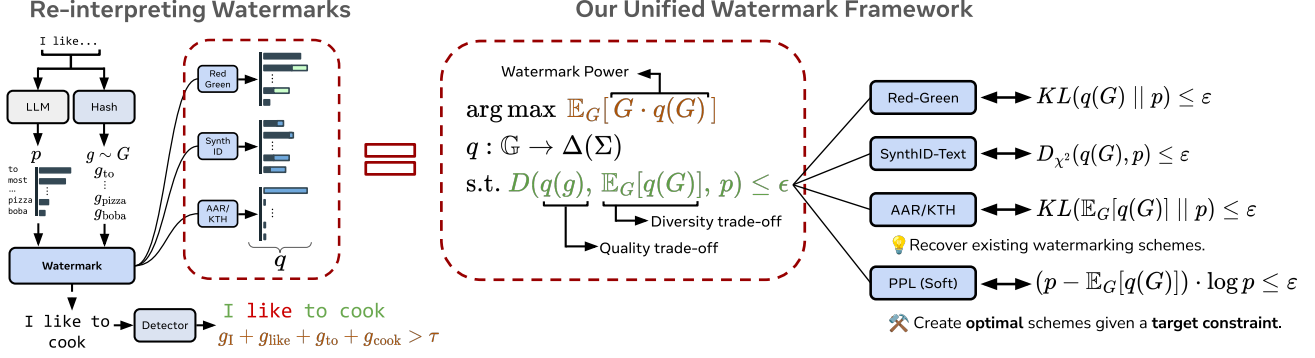 Re-interpreting Watermarks
I like...
LLM
Hash
p
g ∼ G
to
most
...
pizza
boba
g_to
⋮
g_pizza
g_boba
Watermark
I like to
cook
Detector
I like to cook
g_I + g_like + g_to + g_cook > τ
Red
Green
⋮
Synth
ID
⋮
AAR/
KTH
⋮
q
Our Unified Watermark Framework
Watermark Power
arg max 𝔼_G[G · q(G)]
q : 𝔾 → Δ(Σ)
s.t. D(q(g), 𝔼_G[q(G)], p) ≤ ϵ
Diversity trade-off
Quality trade-off
Red-Green
KL(q(G) || p) ≤ ε
SynthID-Text
D_χ²(q(G), p) ≤ ε
AAR/KTH
KL(𝔼_G[q(G)] || p) ≤ ε
💡Recover existing watermarking schemes.
PPL (Soft)
(p − 𝔼_G[q(G)]) · log p ≤ ε
🛠️ Create optimal schemes given a target constraint.